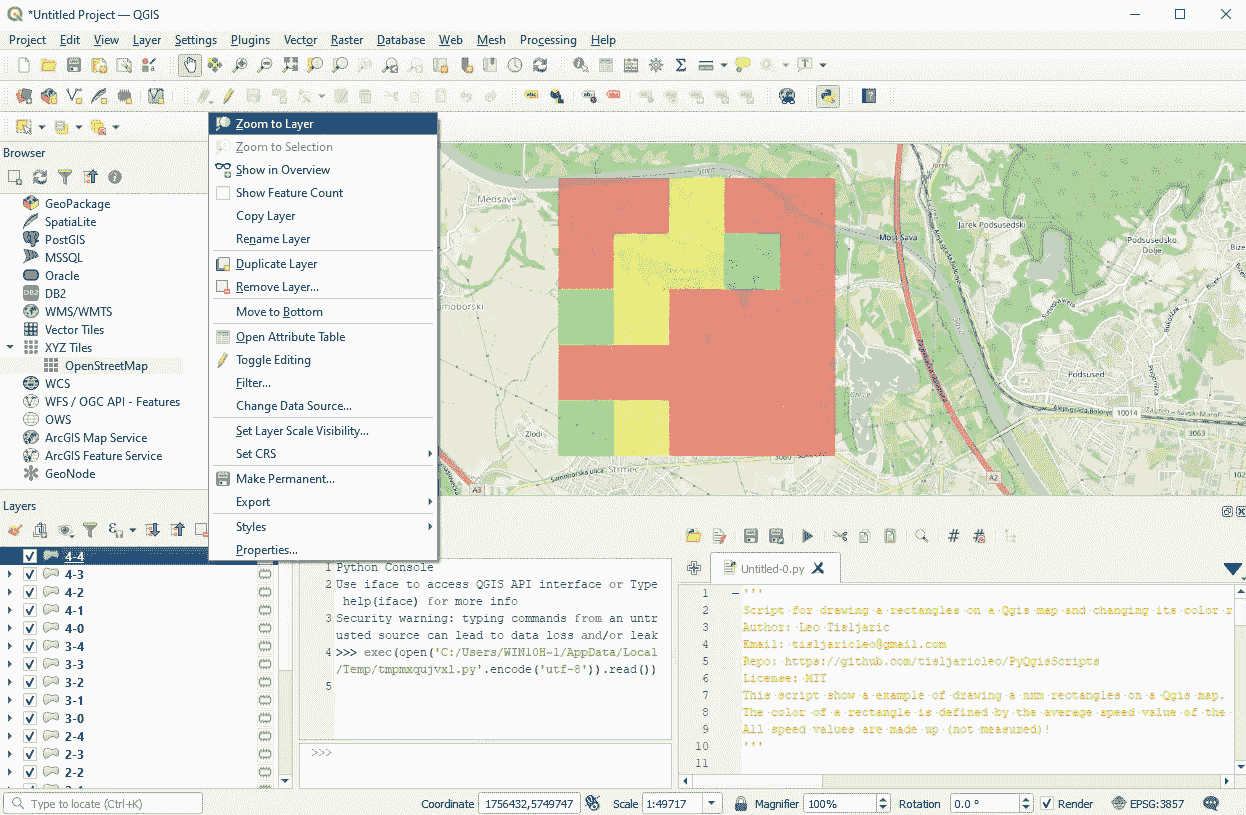 *Untitled Project — QGIS
Project Edit View Layer Settings Plugins Vector Raster Database Web Mesh Processing Help
Browser
GeoPackage
SpatiaLite
PostGIS
MSSQL
Oracle
DB2 DB2
WMS/WMTS
Vector Tiles
XYZ Tiles
OpenStreetMap
WCS
WFS / OGC API - Features
OWS
ArcGIS Map Service
ArcGIS Feature Service
GeoNode
Zoom to Layer
Zoom to Selection
Show in Overview
Show Feature Count
Copy Layer
Rename Layer
Duplicate Layer
Remove Layer...
Move to Bottom
Open Attribute Table
Toggle Editing
Filter...
Change Data Source...
Set Layer Scale Visibility...
Set CRS
Make Permanent...
Export
Styles
Properties...
Medsave
Most Sava
Jarek Podsusedski
Podsusedsko
Dolje
moborski
Podsused
10014
3063
Zlodi
Strmec
A3
A2
Layers
4-4
4-3
4-2
4-1
4-0
3-4
3-3
3-2
3-1
3-0
2-4
2-3
2-2
1 Python Console
2 Use iface to access QGIS API interface or Type
help(iface) for more info
3 Security warning: typing commands from an untr
usted source can lead to data loss and/or leak
4 >>> exec(open('C:/Users/WIN10H~1/AppData/Local
/Temp/tmpmxqujvxl.py'.encode('utf-8')).read())
5
>>>
Untitled-0.py
1 '''
2 Script for drawing a rectangles on a Qgis map and changing its color r
3 Author: Leo Tisljaric
4 Email: tisljaricleo@gmail.com
5 Repo: https://github.com/tisljaricleo/PyQgisScripts
6 License: MIT
7 This script show a example of drawing a nxm rectangles on a Qgis map.
8 The color of a rectangle is defined by the average speed value of the
9 All speed values are made up (not measured)!
10 '''
11
Type to locate (Ctrl+K) Coordinate 1756432,5749747 Scale 1:49717 Magnifier 100% Rotation 0.0 ° Render EPSG:3857